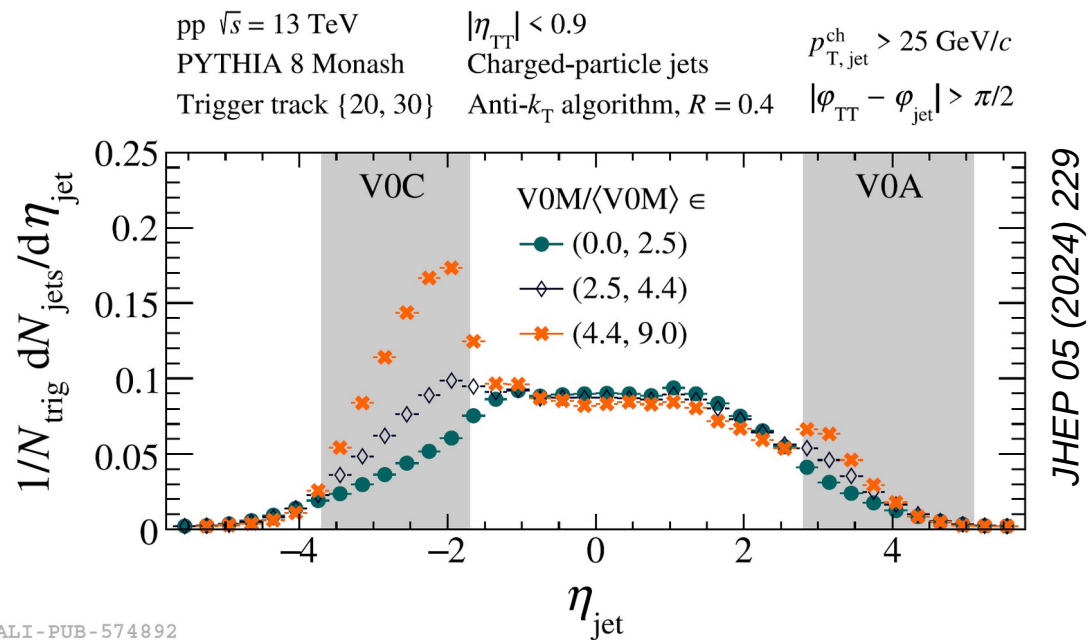 pp √s = 13 TeV
PYTHIA 8 Monash
Trigger track {20, 30}
|η_TT| < 0.9
Charged-particle jets
Anti-k_T algorithm, R = 0.4
p^ch_T, jet > 25 GeV/c
|φ_TT − φ_jet| > π/2
1/N_trig dN_jets/dη_jet
0.25
0.2
0.15
0.1
0.05
0
V0C
V0A
V0M/⟨V0M⟩ ∈
(0.0, 2.5)
(2.5, 4.4)
(4.4, 9.0)
−4 −2 0 2 4
η_jet
JHEP 05 (2024) 229
ALI-PUB-574892